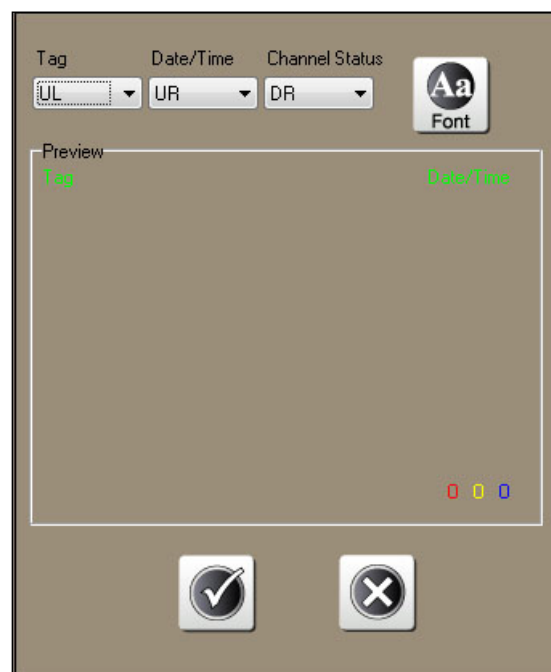 Tag Date/Time Channel Status
UL UR DR
Aa
Font
Preview
Tag Date/Time
0 0 0